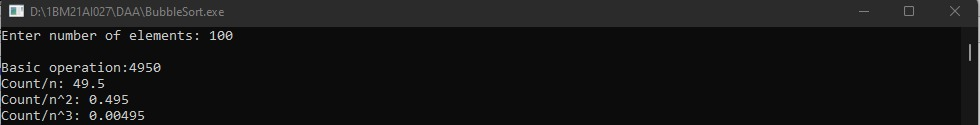 D:\1BM21AI027\DAA\BubbleSort.exe
Enter number of elements: 100
Basic operation:4950
Count/n: 49.5
Count/n^2: 0.495
Count/n^3: 0.00495